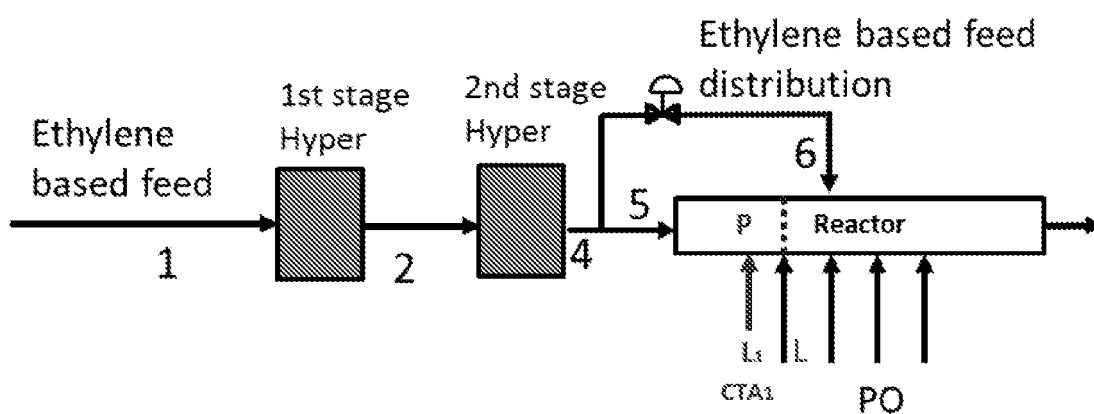 Ethylene based feed
distribution
1st stage
Hyper
2nd stage
Hyper
Ethylene
based feed
1
2
4
5
6
P
Reactor
L1
L
CTA1
PO